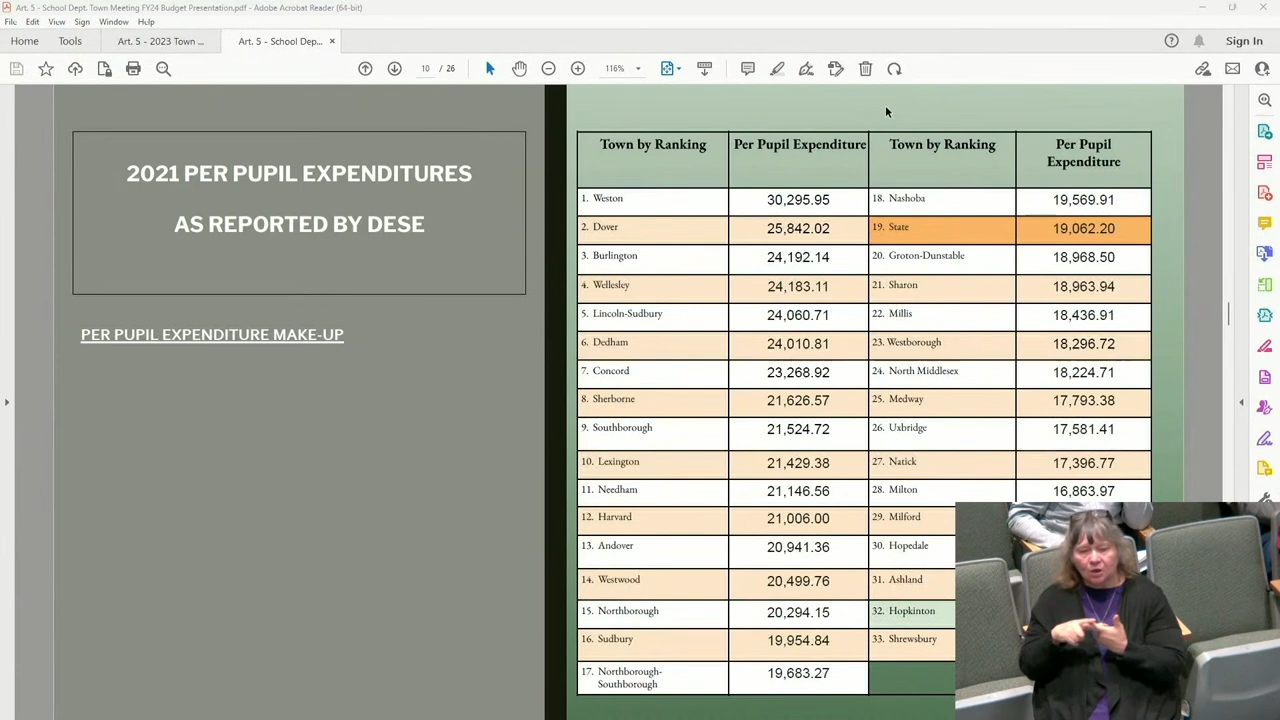 Art. 5 - School Dept. Town Meeting FY24 Budget Presentation.pdf - Adobe Acrobat Reader (64-bit)
File Edit View Sign Window Help
Home Tools Art. 5 - 2023 Town ... Art. 5 - School Dep... × Sign In
10 / 26 116%
2021 PER PUPIL EXPENDITURES
AS REPORTED BY DESE
PER PUPIL EXPENDITURE MAKE-UP
Town by Ranking Per Pupil Expenditure Town by Ranking Per Pupil
Expenditure
1. Weston 30,295.95 18. Nashoba 19,569.91
2. Dover 25,842.02 19. State 19,062.20
3. Burlington 24,192.14 20. Groton-Dunstable 18,968.50
4. Wellesley 24,183.11 21. Sharon 18,963.94
5. Lincoln-Sudbury 24,060.71 22. Millis 18,436.91
6. Dedham 24,010.81 23. Westborough 18,296.72
7. Concord 23,268.92 24. North Middlesex 18,224.71
8. Sherborne 21,626.57 25. Medway 17,793.38
9. Southborough 21,524.72 26. Uxbridge 17,581.41
10. Lexington 21,429.38 27. Natick 17,396.77
11. Needham 21,146.56 28. Milton 16,863.97
12. Harvard 21,006.00 29. Milford
13. Andover 20,941.36 30. Hopedale
14. Westwood 20,499.76 31. Ashland
15. Northborough 20,294.15 32. Hopkinton
16. Sudbury 19,954.84 33. Shrewsbury
17. Northborough- 19,683.27
Southborough